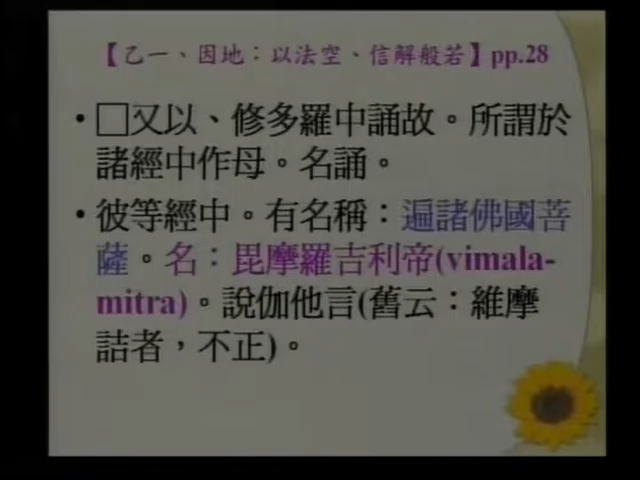 【乙一、因地：以法空、信解般若】pp.28
• □又以、修多羅中誦故。所謂於
諸經中作母。名誦。
• 彼等經中。有名稱：遍諸佛國菩
薩。名：毘摩羅吉利帝(vimala-
mitra)。說伽他言(舊云：維摩
詰者，不正)。